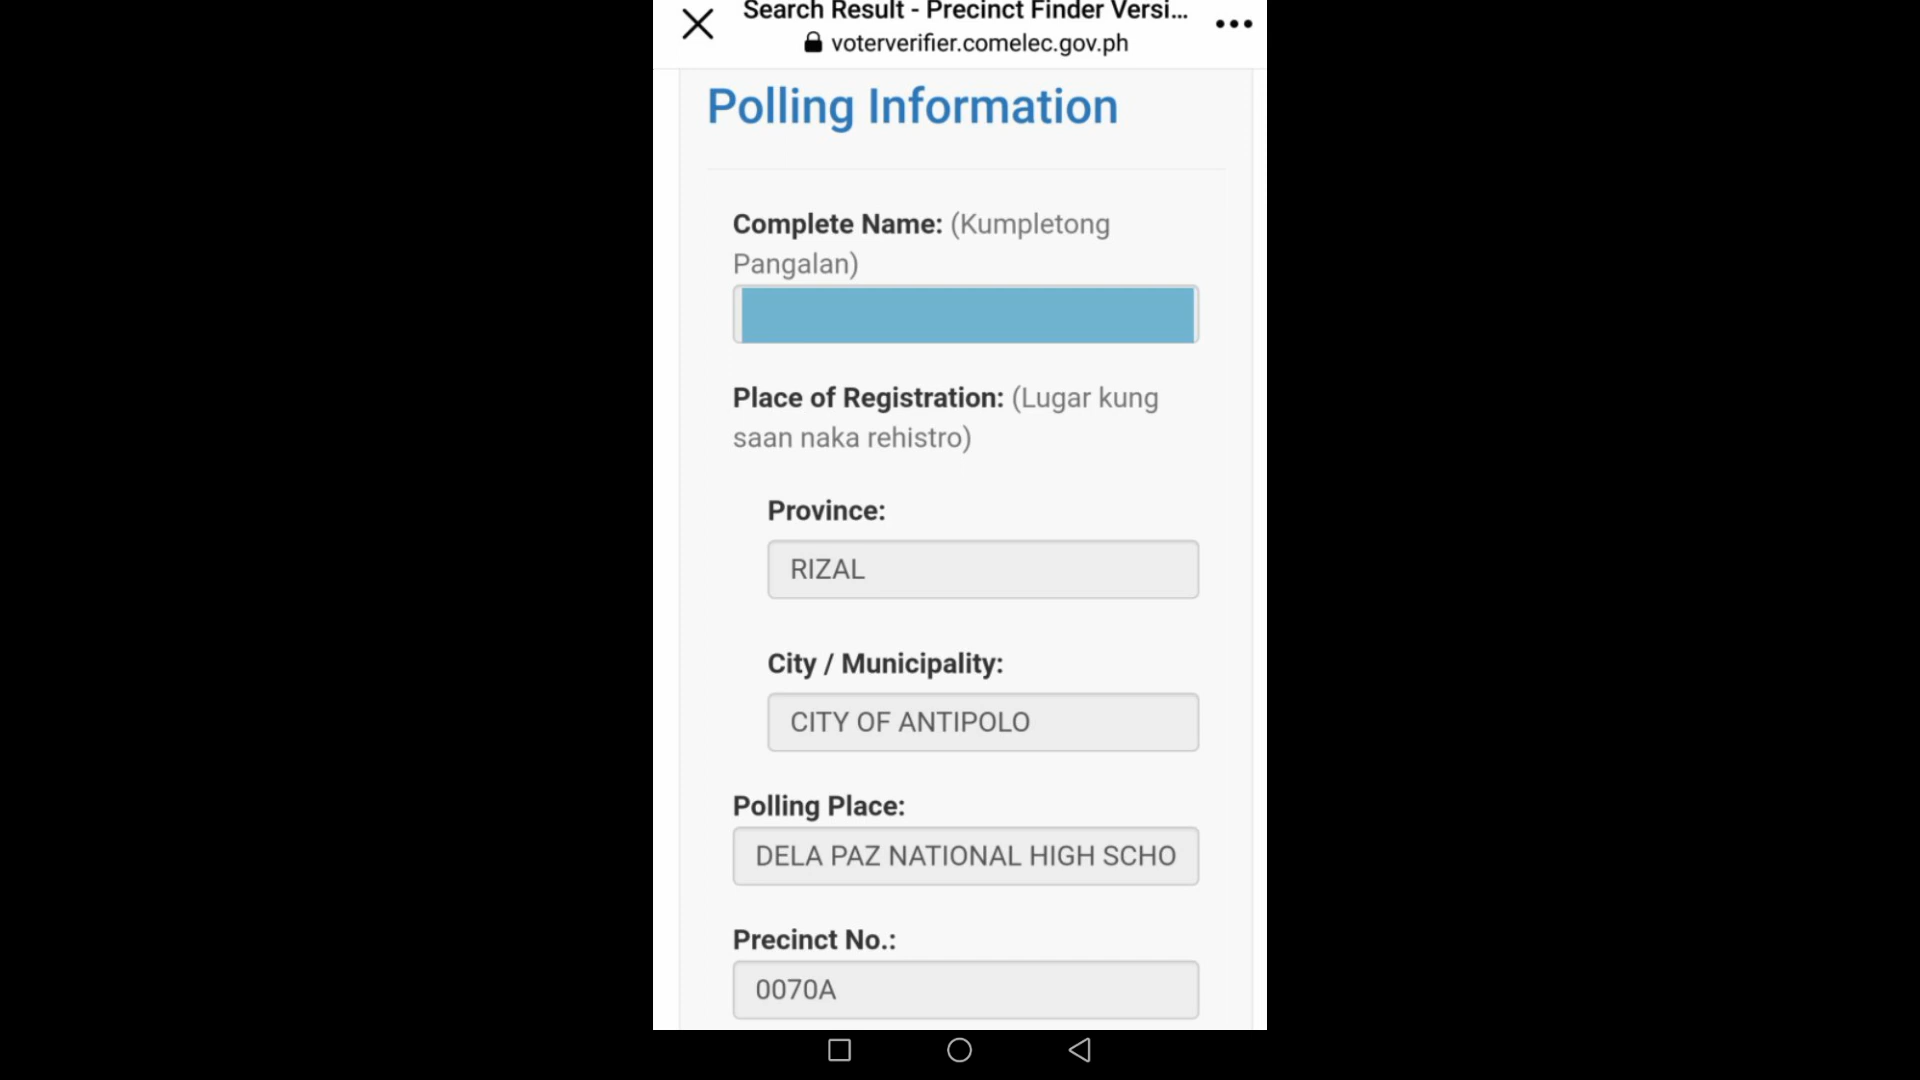 Search Result - Precinct Finder Versi...
voterverifier.comelec.gov.ph
Polling Information
Complete Name: (Kumpletong
Pangalan)
Place of Registration: (Lugar kung
saan naka rehistro)
Province:
RIZAL
City / Municipality:
CITY OF ANTIPOLO
Polling Place:
DELA PAZ NATIONAL HIGH SCHO
Precinct No.:
0070A